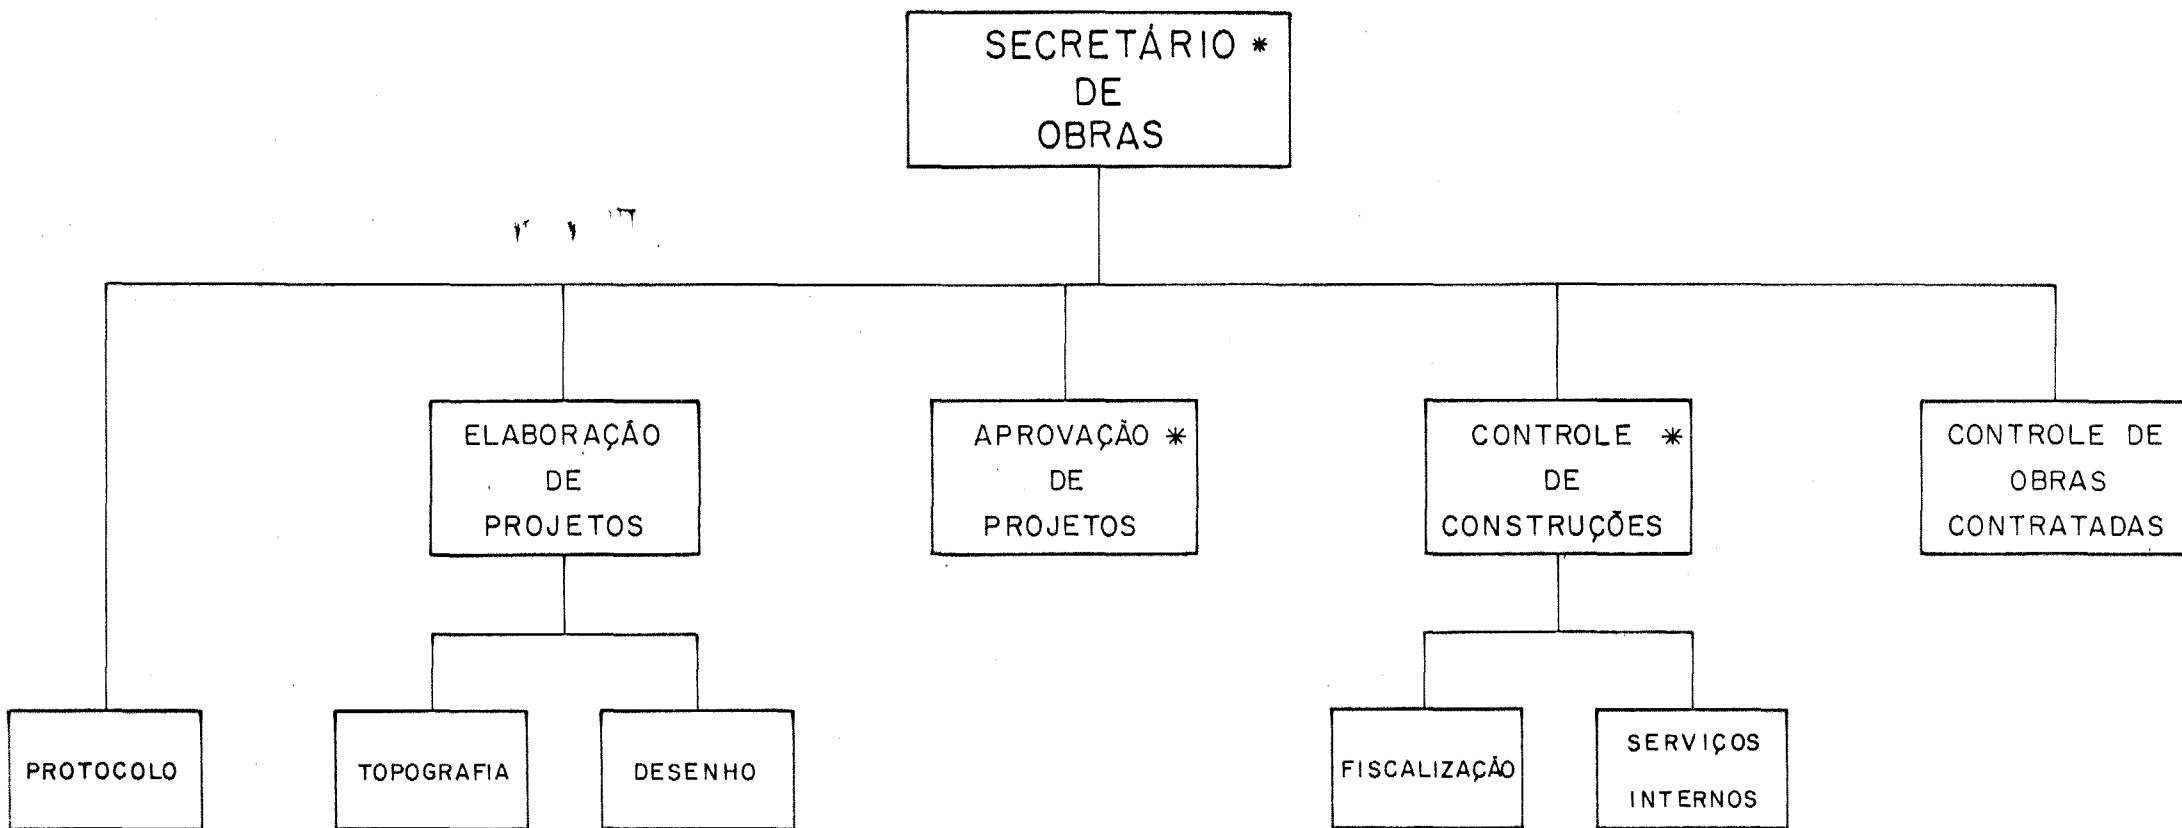 SECRETÁRIO *
DE
OBRAS
ELABORAÇÃO
DE
PROJETOS
APROVAÇÃO *
DE
PROJETOS
CONTROLE *
DE
CONSTRUÇÕES
CONTROLE DE
OBRAS
CONTRATADAS
PROTOCOLO
TOPOGRAFIA
DESENHO
FISCALIZAÇÃO
SERVIÇOS
INTERNOS